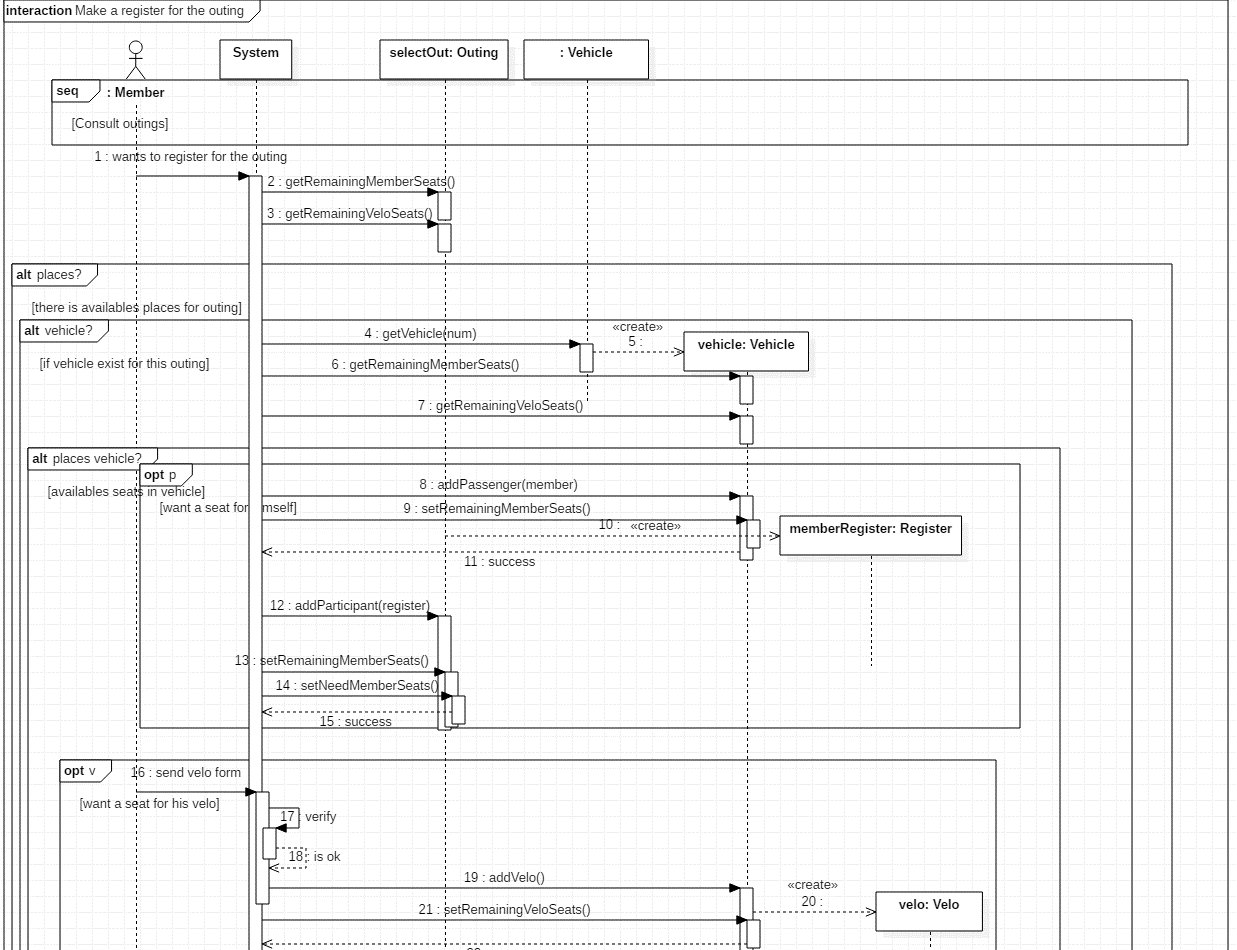 interaction Make a register for the outing
System
selectOut: Outing
: Vehicle
seq
: Member
[Consult outings]
1 : wants to register for the outing
2 : getRemainingMemberSeats()
3 : getRemainingVeloSeats()
alt places?
[there is availables places for outing]
alt vehicle?
«create»
4 : getVehicle(num)
5 :
vehicle: Vehicle
[if vehicle exist for this outing]
6 : getRemainingMemberSeats()
7 : getRemainingVeloSeats()
alt places vehicle?
opt p
[availables seats in vehicle]
8 : addPassenger(member)
[want a seat for himself]
9 : setRemainingMemberSeats()
10 : «create»
memberRegister: Register
11 : success
12 : addParticipant(register)
13 : setRemainingMemberSeats()
14 : setNeedMemberSeats()
15 : success
opt v
16 : send velo form
[want a seat for his velo]
17 : verify
18 : is ok
19 : addVelo()
«create»
20 :
velo: Velo
21 : setRemainingVeloSeats()